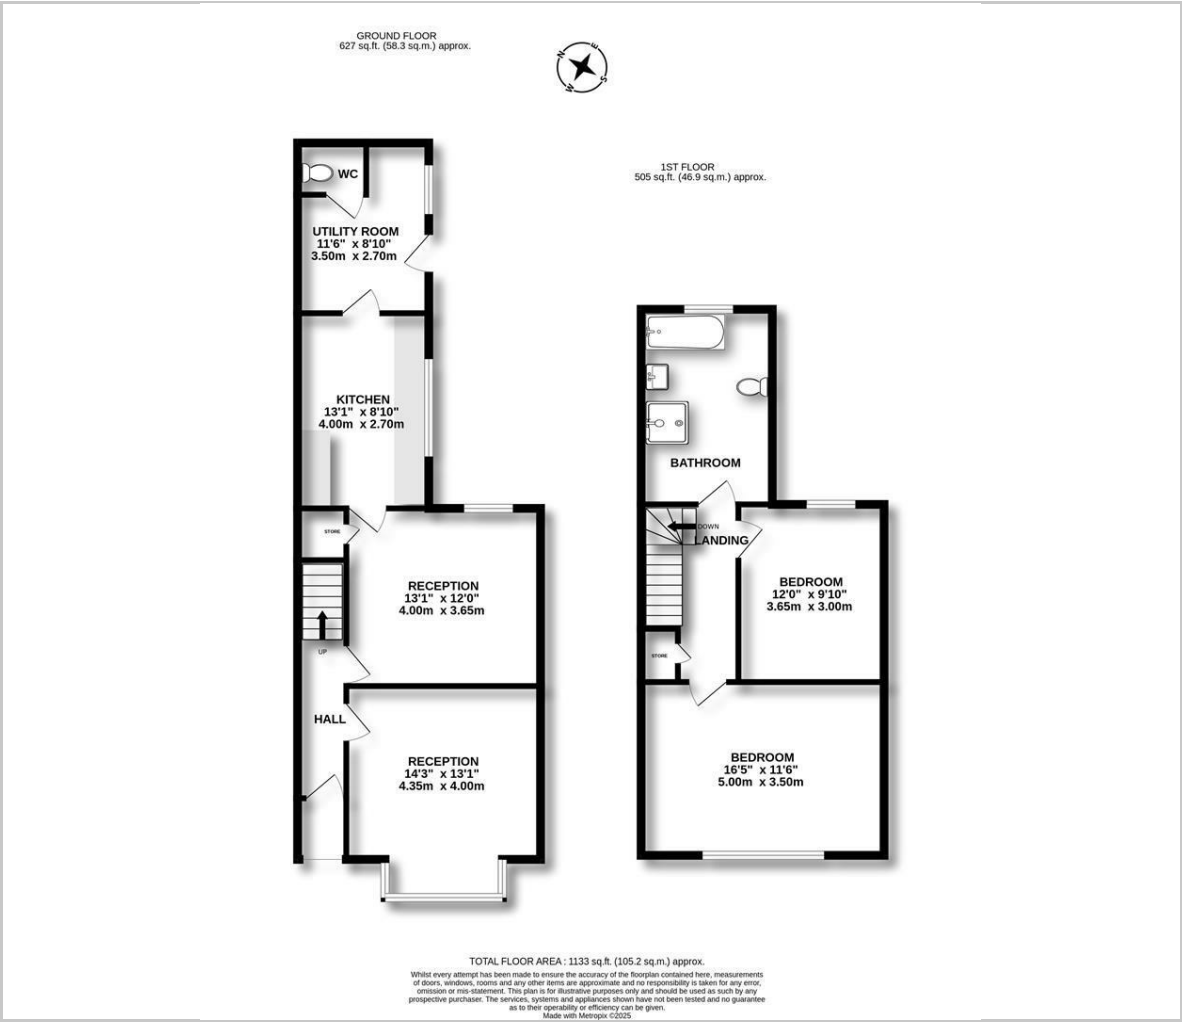 GROUND FLOOR
627 sq.ft. (58.3 sq.m.) approx.
N
E
S
W
1ST FLOOR
505 sq.ft. (46.9 sq.m.) approx.
WC
UTILITY ROOM
11'6" x 8'10"
3.50m x 2.70m
KITCHEN
13'1" x 8'10"
4.00m x 2.70m
STORE
RECEPTION
13'1" x 12'0"
4.00m x 3.65m
UP
HALL
RECEPTION
14'3" x 13'1"
4.35m x 4.00m
BATHROOM
DOWN
LANDING
BEDROOM
12'0" x 9'10"
3.65m x 3.00m
STORE
BEDROOM
16'5" x 11'6"
5.00m x 3.50m
TOTAL FLOOR AREA : 1133 sq.ft. (105.2 sq.m.) approx.
Whilst every attempt has been made to ensure the accuracy of the floorplan contained here, measurements
of doors, windows, rooms and any other items are approximate and no responsibility is taken for any error,
omission or mis-statement. This plan is for illustrative purposes only and should be used as such by any
prospective purchaser. The services, systems and appliances shown have not been tested and no guarantee
as to their operability or efficiency can be given.
Made with Metropix ©2025